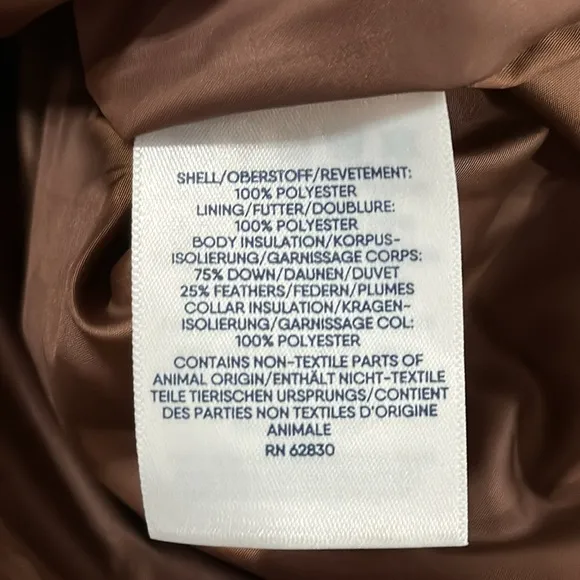 SHELL/OBERSTOFF/REVETEMENT:
100% POLYESTER
LINING/FUTTER/DOUBLURE:
100% POLYESTER
BODY INSULATION/KORPUS-
ISOLIERUNG/GARNISSAGE CORPS:
75% DOWN/DAUNEN/DUVET
25% FEATHERS/FEDERN/PLUMES
COLLAR INSULATION/KRAGEN-
ISOLIERUNG/GARNISSAGE COL:
100% POLYESTER
CONTAINS NON-TEXTILE PARTS OF
ANIMAL ORIGIN/ENTHÄLT NICHT-TEXTILE
TEILE TIERISCHEN URSPRUNGS/CONTIENT
DES PARTIES NON TEXTILES D'ORIGINE
ANIMALE
RN 62830